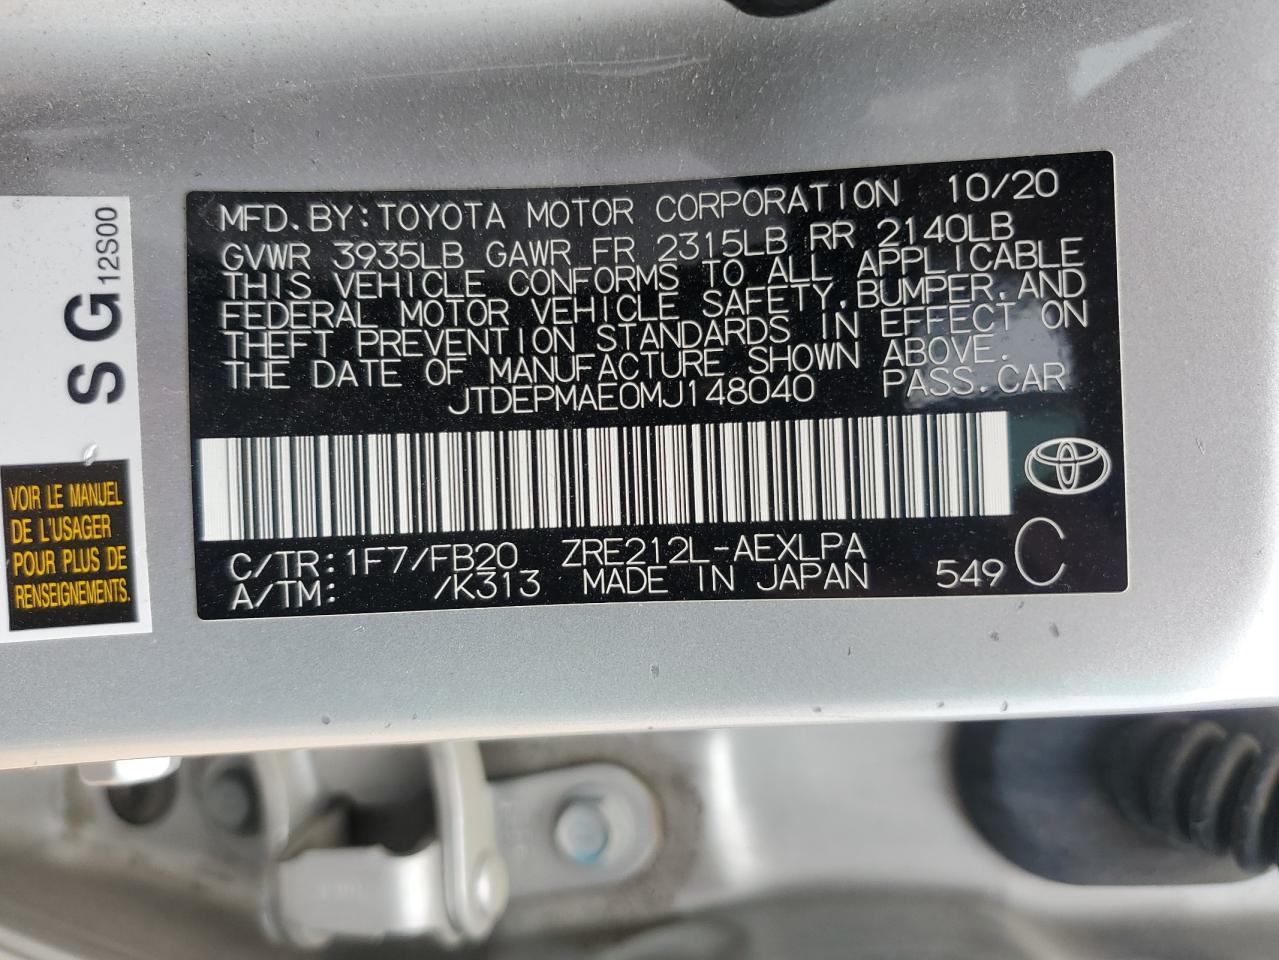 MFD.BY:TOYOTA MOTOR CORPORATION 10/20
GVWR 3935LB GAWR FR 2315LB RR 2140LB
THIS VEHICLE CONFORMS TO ALL APPLICABLE
FEDERAL MOTOR VEHICLE SAFETY,BUMPER,AND
THEFT PREVENTION STANDARDS IN EFFECT ON
THE DATE OF MANUFACTURE SHOWN ABOVE.
JTDEPMAE0MJ148040 PASS.CAR
C/TR:1F7/FB20 ZRE212L-AEXLPA
A/TM: /K313 MADE IN JAPAN 549 C
SG12S00
VOIR LE MANUEL
DE L'USAGER
POUR PLUS DE
RENSEIGNEMENTS.